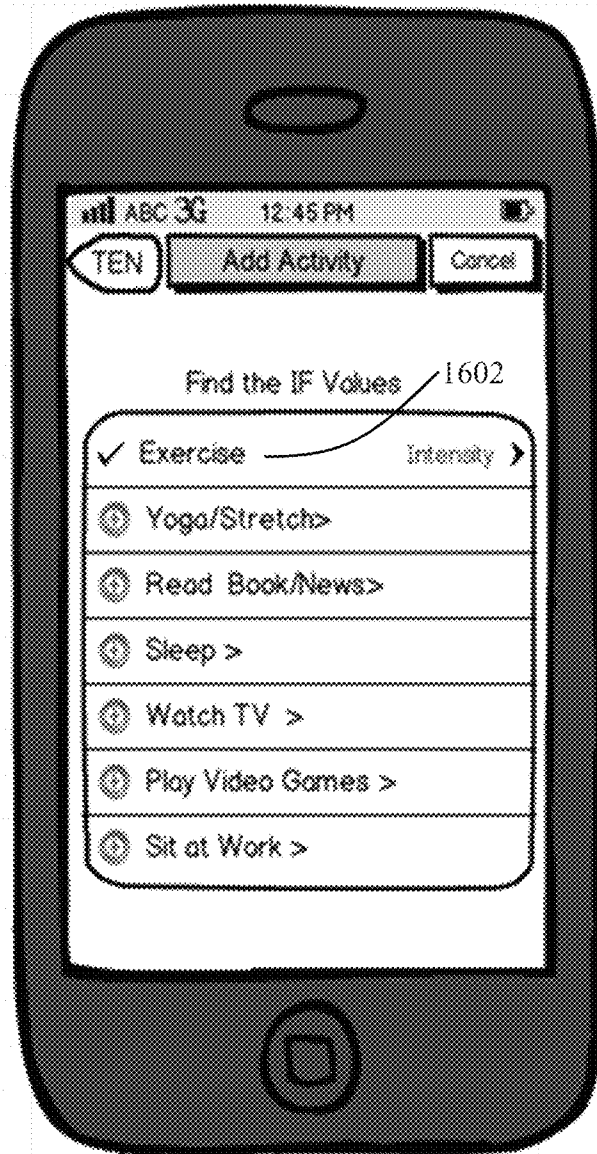 ABC 3G 12:45 PM
TEN Add Activity Cancel
Find the IF Values
1602
✓ Exercise Intensity >
Yoga/Stretch>
Read Book/News>
Sleep >
Watch TV >
Play Video Games >
Sit at Work >